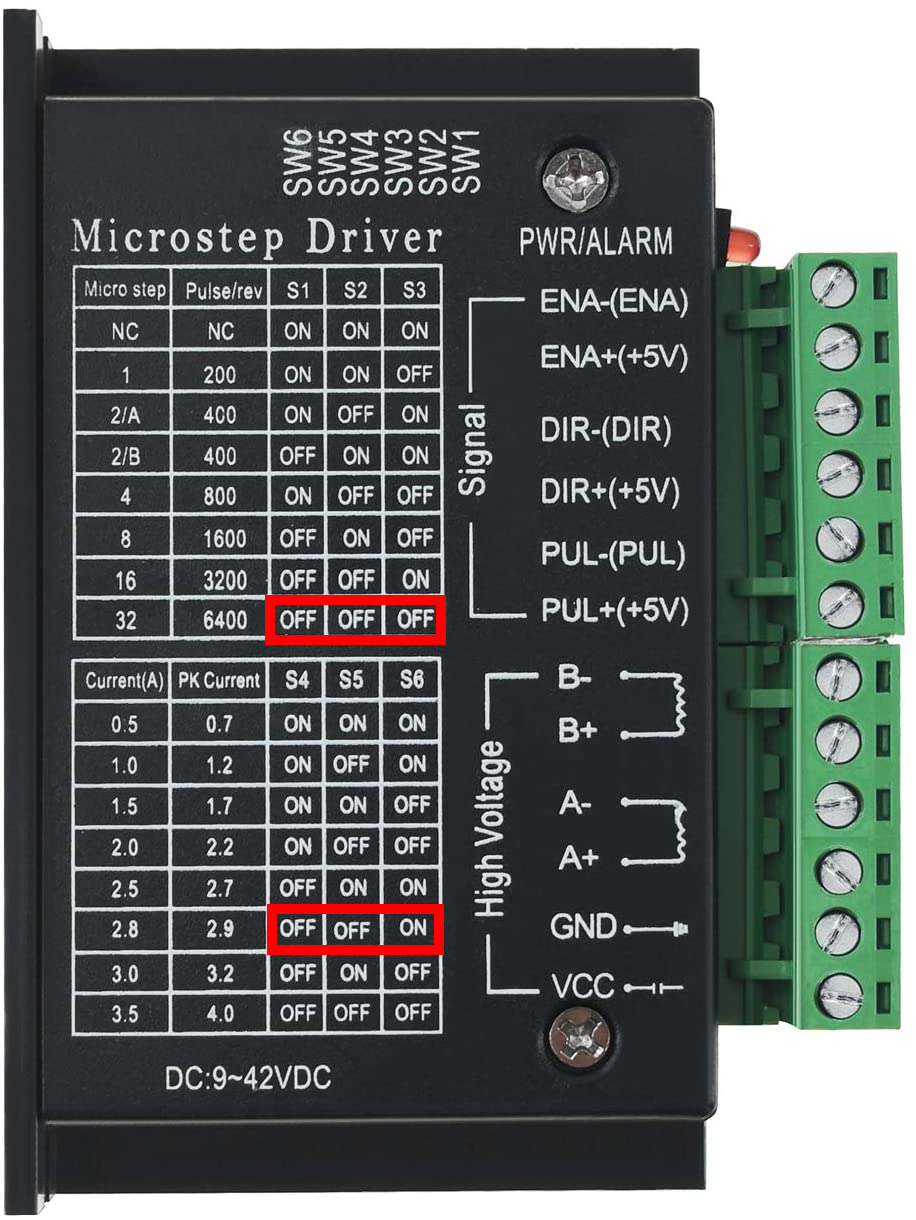 SW6 SW5 SW4 SW3 SW2 SW1
Microstep Driver
PWR/ALARM
Micro step Pulse/rev S1 S2 S3
NC NC ON ON ON
1 200 ON ON OFF
2/A 400 ON OFF ON
2/B 400 OFF ON ON
4 800 ON OFF OFF
8 1600 OFF ON OFF
16 3200 OFF OFF ON
32 6400 OFF OFF OFF
Current(A) PK Current S4 S5 S6
0.5 0.7 ON ON ON
1.0 1.2 ON OFF ON
1.5 1.7 ON ON OFF
2.0 2.2 ON OFF OFF
2.5 2.7 OFF ON ON
2.8 2.9 OFF OFF ON
3.0 3.2 OFF ON OFF
3.5 4.0 OFF OFF OFF
DC:9~42VDC
Signal
ENA-(ENA)
ENA+(+5V)
DIR-(DIR)
DIR+(+5V)
PUL-(PUL)
PUL+(+5V)
High Voltage
B-
B+
A-
A+
GND
VCC